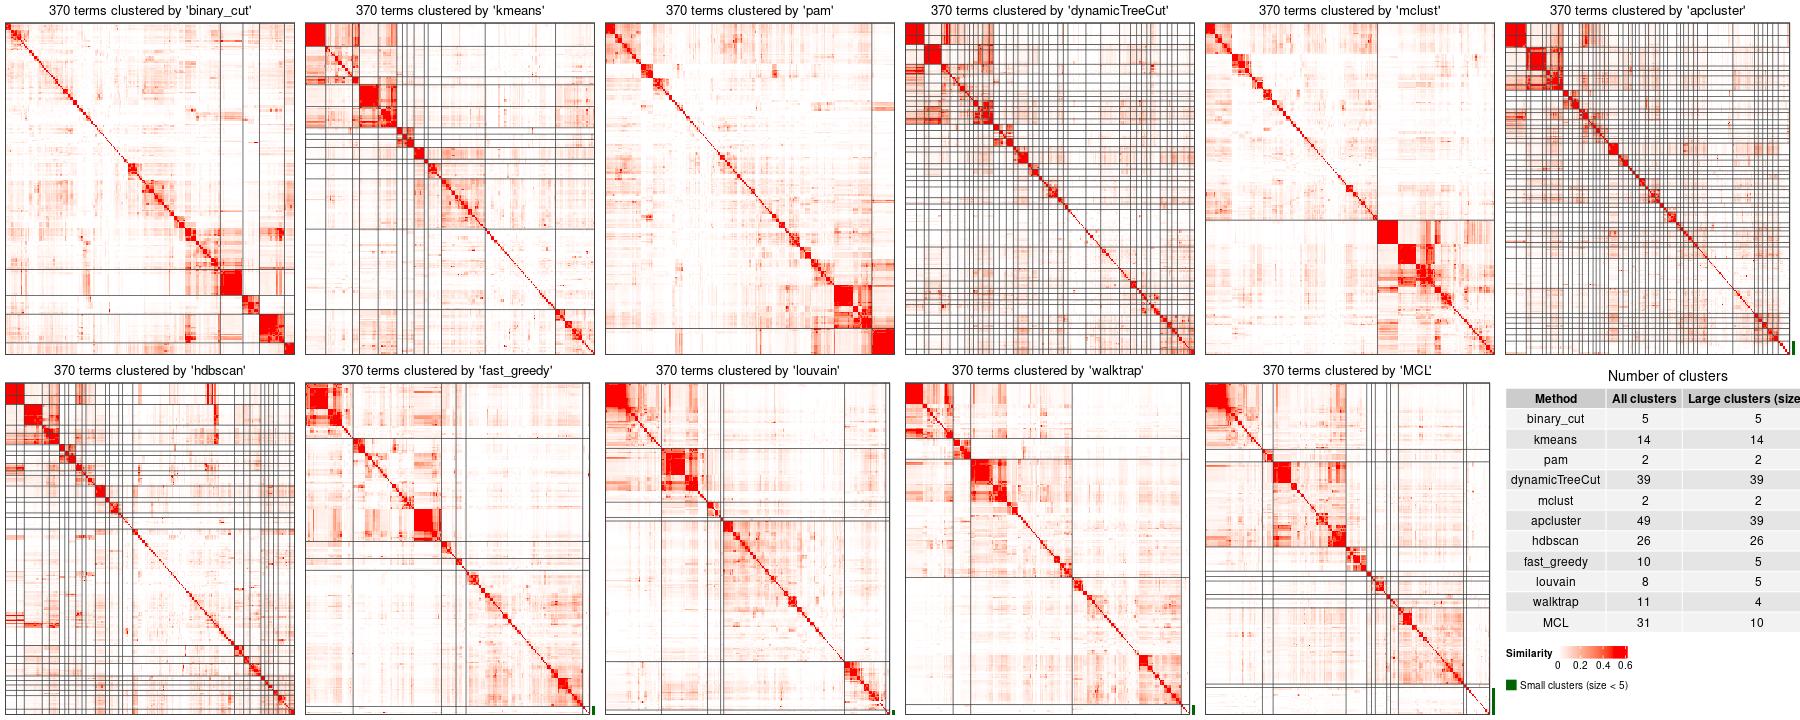 370 terms clustered by 'binary_cut'
370 terms clustered by 'kmeans'
370 terms clustered by 'pam'
370 terms clustered by 'dynamicTreeCut'
370 terms clustered by 'mclust'
370 terms clustered by 'apcluster'
370 terms clustered by 'hdbscan'
370 terms clustered by 'fast_greedy'
370 terms clustered by 'louvain'
370 terms clustered by 'walktrap'
370 terms clustered by 'MCL'
Number of clusters
Method All clusters Large clusters (size
binary_cut 5 5
kmeans 14 14
pam 2 2
dynamicTreeCut 39 39
mclust 2 2
apcluster 49 39
hdbscan 26 26
fast_greedy 10 5
louvain 8 5
walktrap 11 4
MCL 31 10
Similarity
0 0.2 0.4 0.6
Small clusters (size < 5)